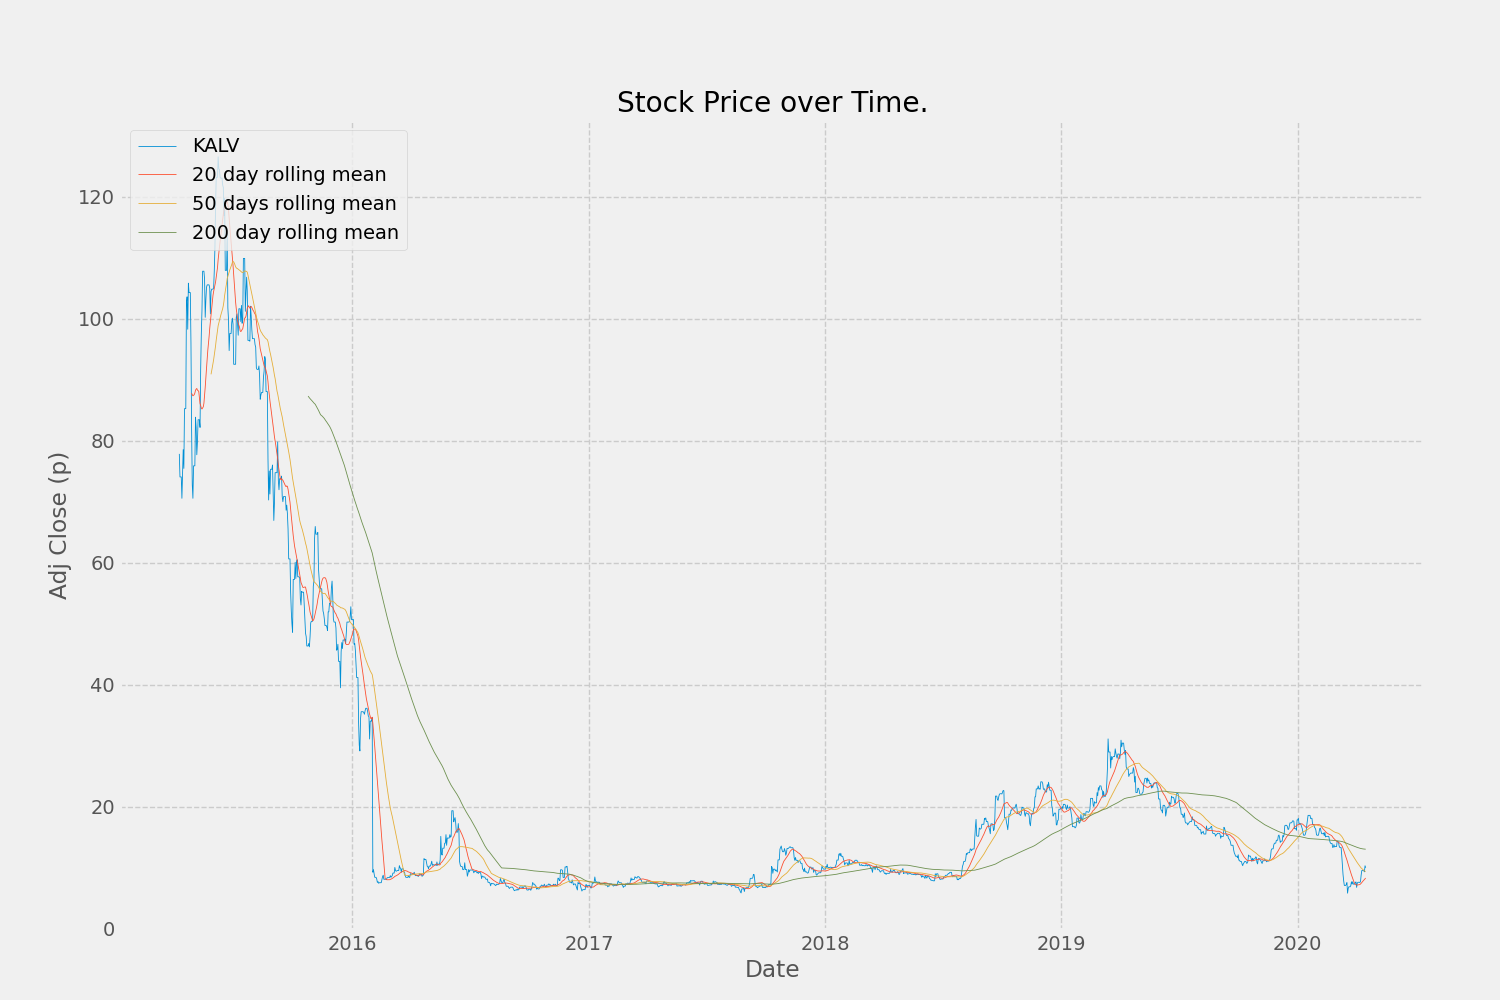 Stock Price over Time.
KALV
20 day rolling mean
50 days rolling mean
200 day rolling mean
Adj Close (p)
120
100
80
60
40
20
0
2016 2017 2018 2019 2020
Date